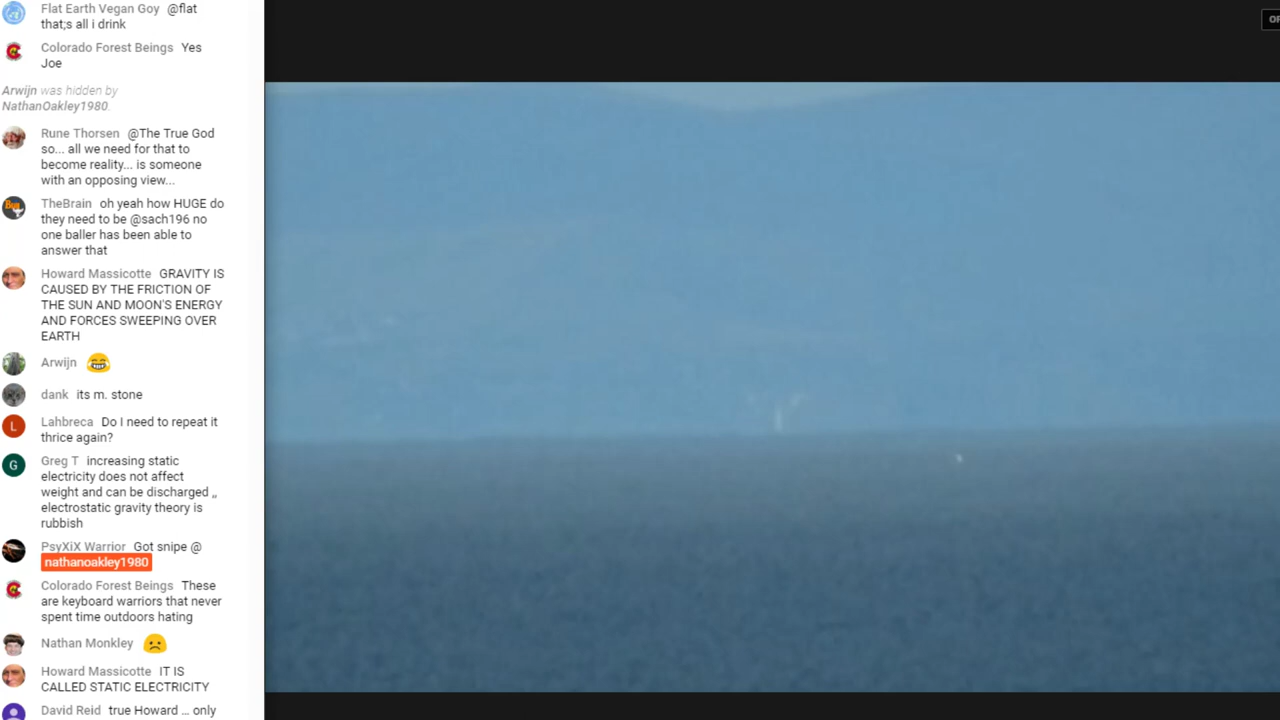 Flat Earth Vegan Goy @flat
that;s all i drink
Colorado Forest Beings Yes
Joe
Arwijn was hidden by
NathanOakley1980.
Rune Thorsen @The True God
so... all we need for that to
become reality... is someone
with an opposing view...
TheBrain oh yeah how HUGE do
they need to be @sach196 no
one baller has been able to
answer that
Howard Massicotte GRAVITY IS
CAUSED BY THE FRICTION OF
THE SUN AND MOON'S ENERGY
AND FORCES SWEEPING OVER
EARTH
Arwijn 😂
dank its m. stone
L Lahbreca Do I need to repeat it
thrice again?
G Greg T increasing static
electricity does not affect
weight and can be discharged ,,
electrostatic gravity theory is
rubbish
PsyXiX Warrior Got snipe @
nathanoakley1980
Colorado Forest Beings These
are keyboard warriors that never
spent time outdoors hating
Nathan Monkley 🙁
Howard Massicotte IT IS
CALLED STATIC ELECTRICITY
David Reid true Howard ... only